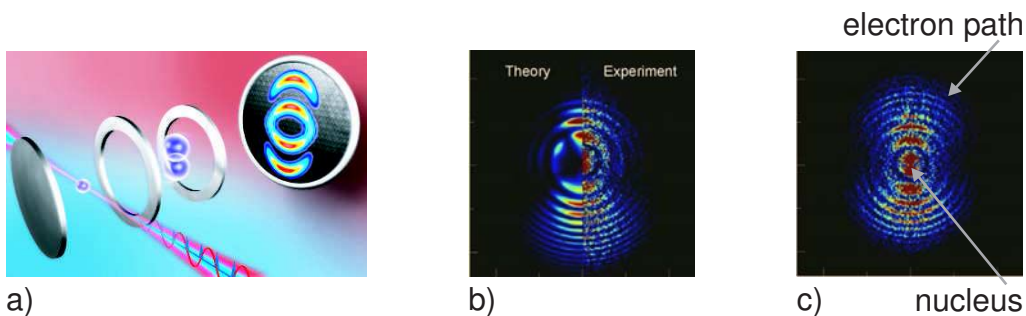 electron path
Theory Experiment
a)
b)
c)
nucleus